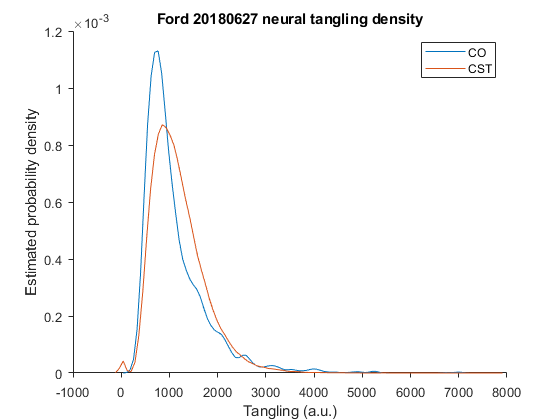 Ford 20180627 neural tangling density
×10⁻³
1.2
1
0.8
0.6
0.4
0.2
0
Estimated probability density
CO
CST
-1000 0 1000 2000 3000 4000 5000 6000 7000 8000
Tangling (a.u.)